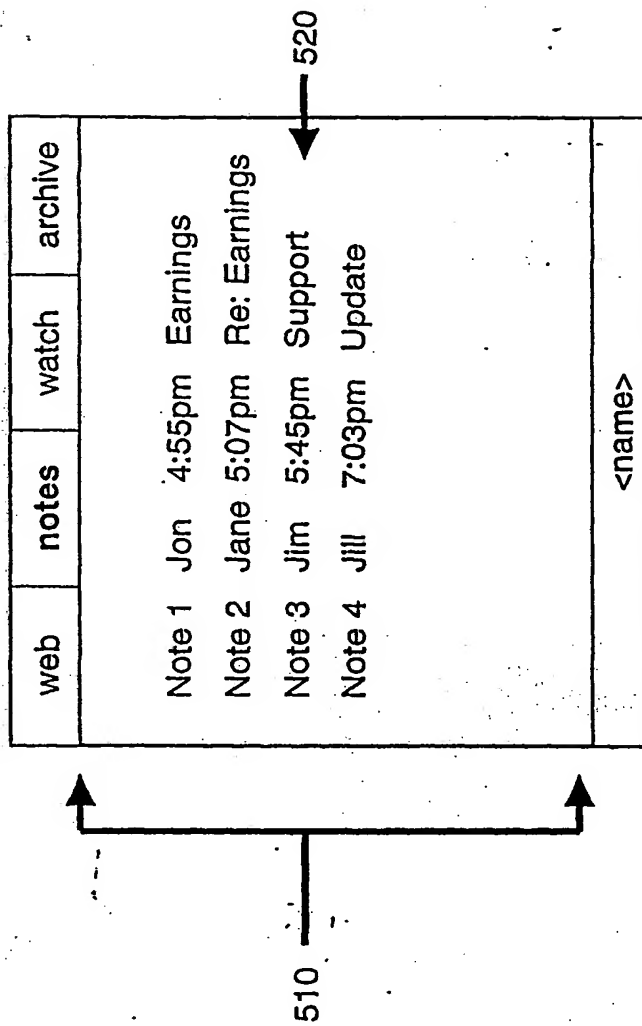 web notes watch archive
Note 1 Jon 4:55pm Earnings
Note 2 Jane 5:07pm Re: Earnings
Note 3 Jim 5:45pm Support
Note 4 Jill 7:03pm Update
<name>
510
520